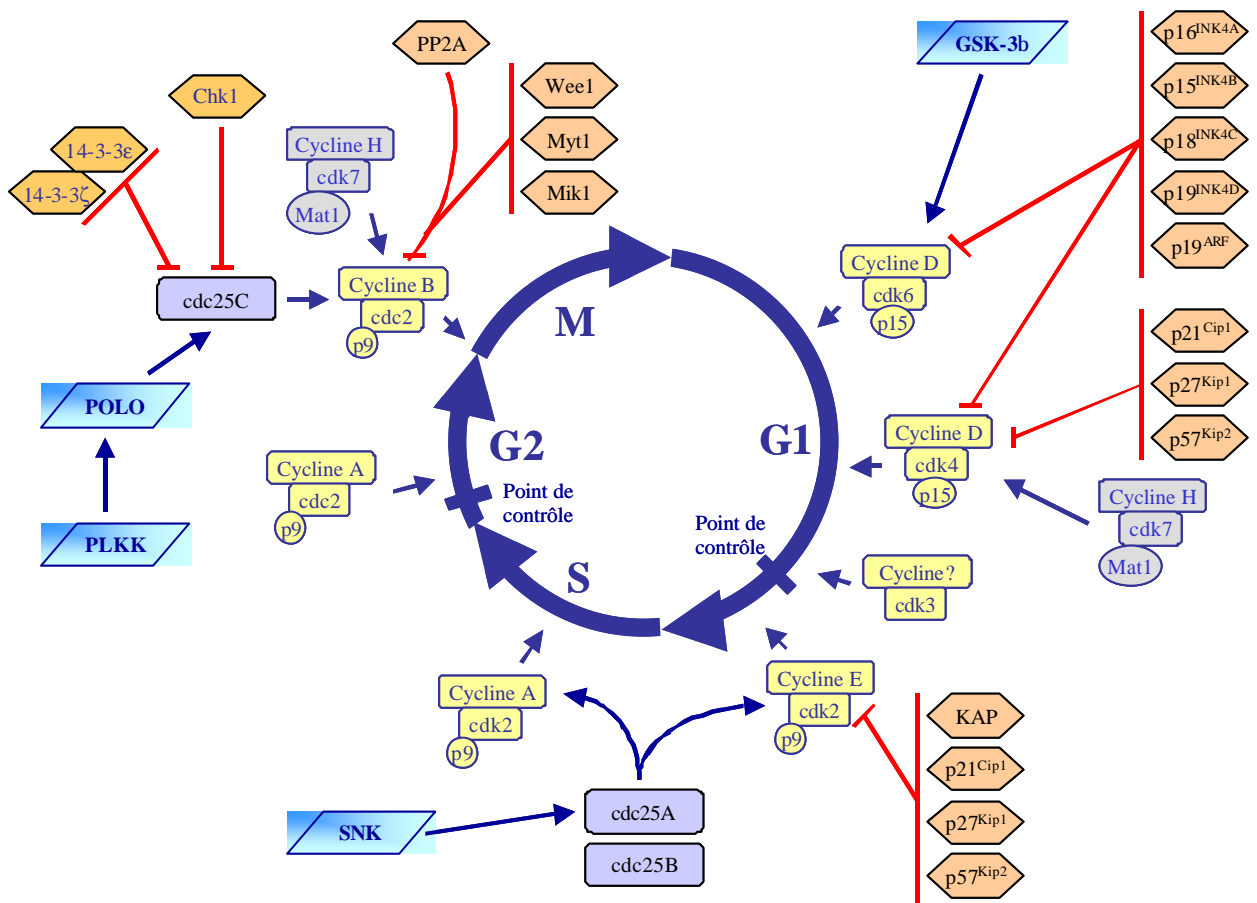 PP2A
GSK-3b
p16INK4A
p15INK4B
p18INK4C
p19INK4D
p19ARF
Wee1
Myt1
Mik1
Chk1
14-3-3ε
14-3-3ζ
Cycline H
cdk7
Mat1
cdc25C
Cycline B
cdc2
p9
M
Cycline D
cdk6
p15
p21Cip1
p27Kip1
p57Kip2
POLO
G2
G1
Cycline D
cdk4
p15
Cycline A
cdc2
p9
Point de
contrôle
Point de
contrôle
Cycline H
cdk7
Mat1
PLKK
S
Cycline?
cdk3
Cycline A
cdk2
p9
Cycline E
cdk2
p9
KAP
p21Cip1
p27Kip1
p57Kip2
SNK
cdc25A
cdc25B